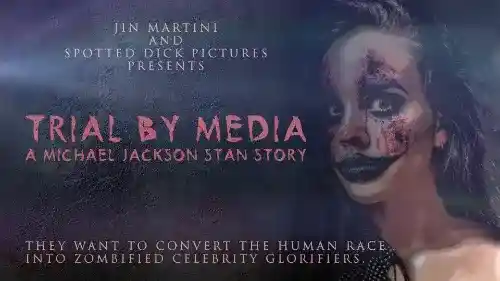 JIN MARTINI
AND
SPOTTED DICK PICTURES
PRESENTS
TRIAL BY MEDIA
A MICHAEL JACKSON STAN STORY
THEY WANT TO CONVERT THE HUMAN RACE
INTO ZOMBIFIED CELEBRITY GLORIFIERS.